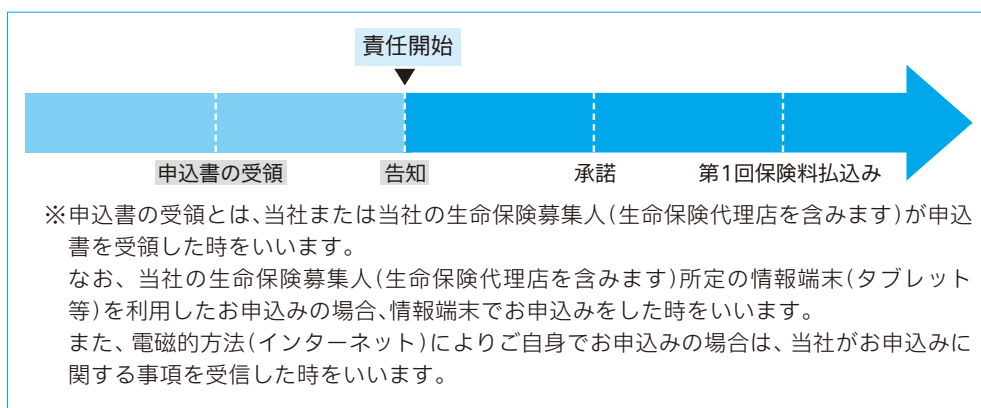 責任開始
申込書の受領
告知
承諾
第1回保険料払込み
※申込書の受領とは、当社または当社の生命保険募集人(生命保険代理店を含みます)が申込
書を受領した時をいいます。
なお、当社の生命保険募集人(生命保険代理店を含みます)所定の情報端末(タブレット
等)を利用したお申込みの場合、情報端末でお申込みをした時をいいます。
また、電磁的方法(インターネット)によりご自身でお申込みの場合は、当社がお申込みに
関する事項を受信した時をいいます。